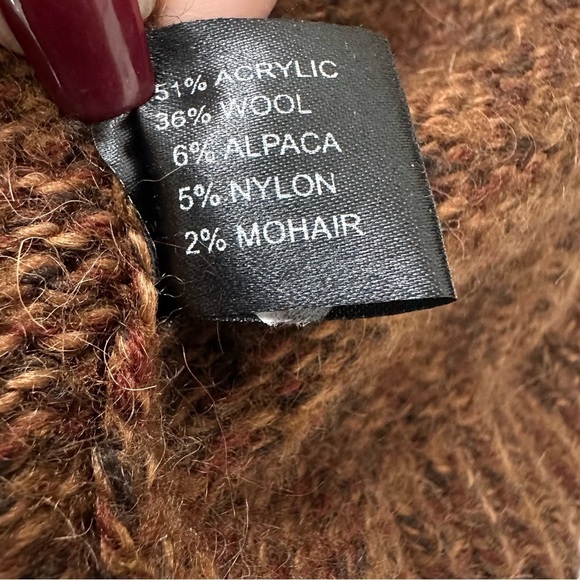 51% ACRYLIC
36% WOOL
6% ALPACA
5% NYLON
2% MOHAIR